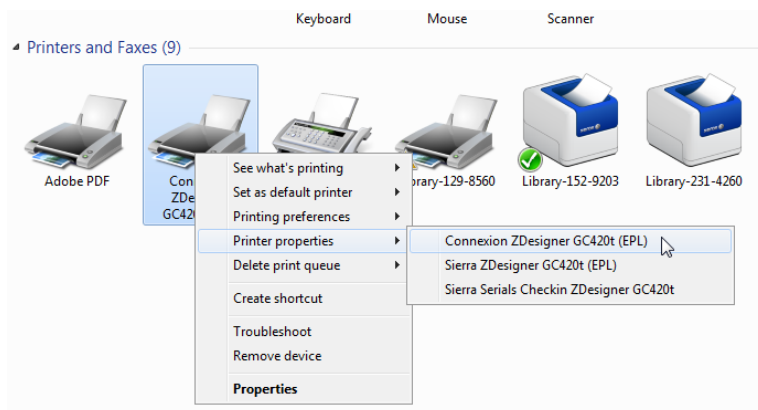 Keyboard Mouse Scanner
Printers and Faxes (9)
Adobe PDF
Con
ZDe
GC42
rary-129-8560
Library-152-9203
Library-231-4260
xerox
See what's printing
Set as default printer
Printing preferences
Printer properties
Delete print queue
Create shortcut
Troubleshoot
Remove device
Properties
Connexion ZDesigner GC420t (EPL)
Sierra ZDesigner GC420t (EPL)
Sierra Serials Checkin ZDesigner GC420t